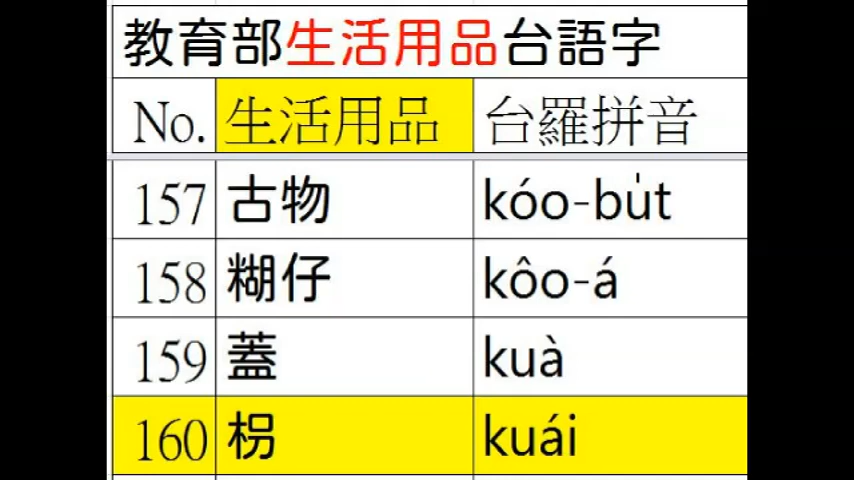 教育部生活用品台語字
No. 生活用品 台羅拼音
157 古物 kóo-bu̍t
158 糊仔 kôo-á
159 蓋 kuà
160 柺 kuái